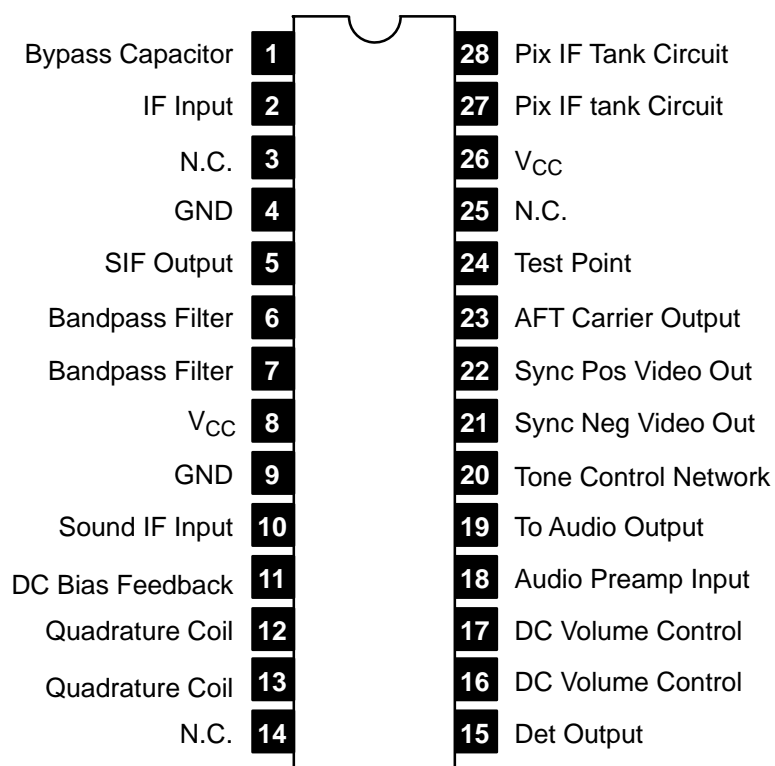 Bypass Capacitor 1 28 Pix IF Tank Circuit
IF Input 2 27 Pix IF tank Circuit
N.C. 3 26 VCC
GND 4 25 N.C.
SIF Output 5 24 Test Point
Bandpass Filter 6 23 AFT Carrier Output
Bandpass Filter 7 22 Sync Pos Video Out
VCC 8 21 Sync Neg Video Out
GND 9 20 Tone Control Network
Sound IF Input 10 19 To Audio Output
DC Bias Feedback 11 18 Audio Preamp Input
Quadrature Coil 12 17 DC Volume Control
Quadrature Coil 13 16 DC Volume Control
N.C. 14 15 Det Output